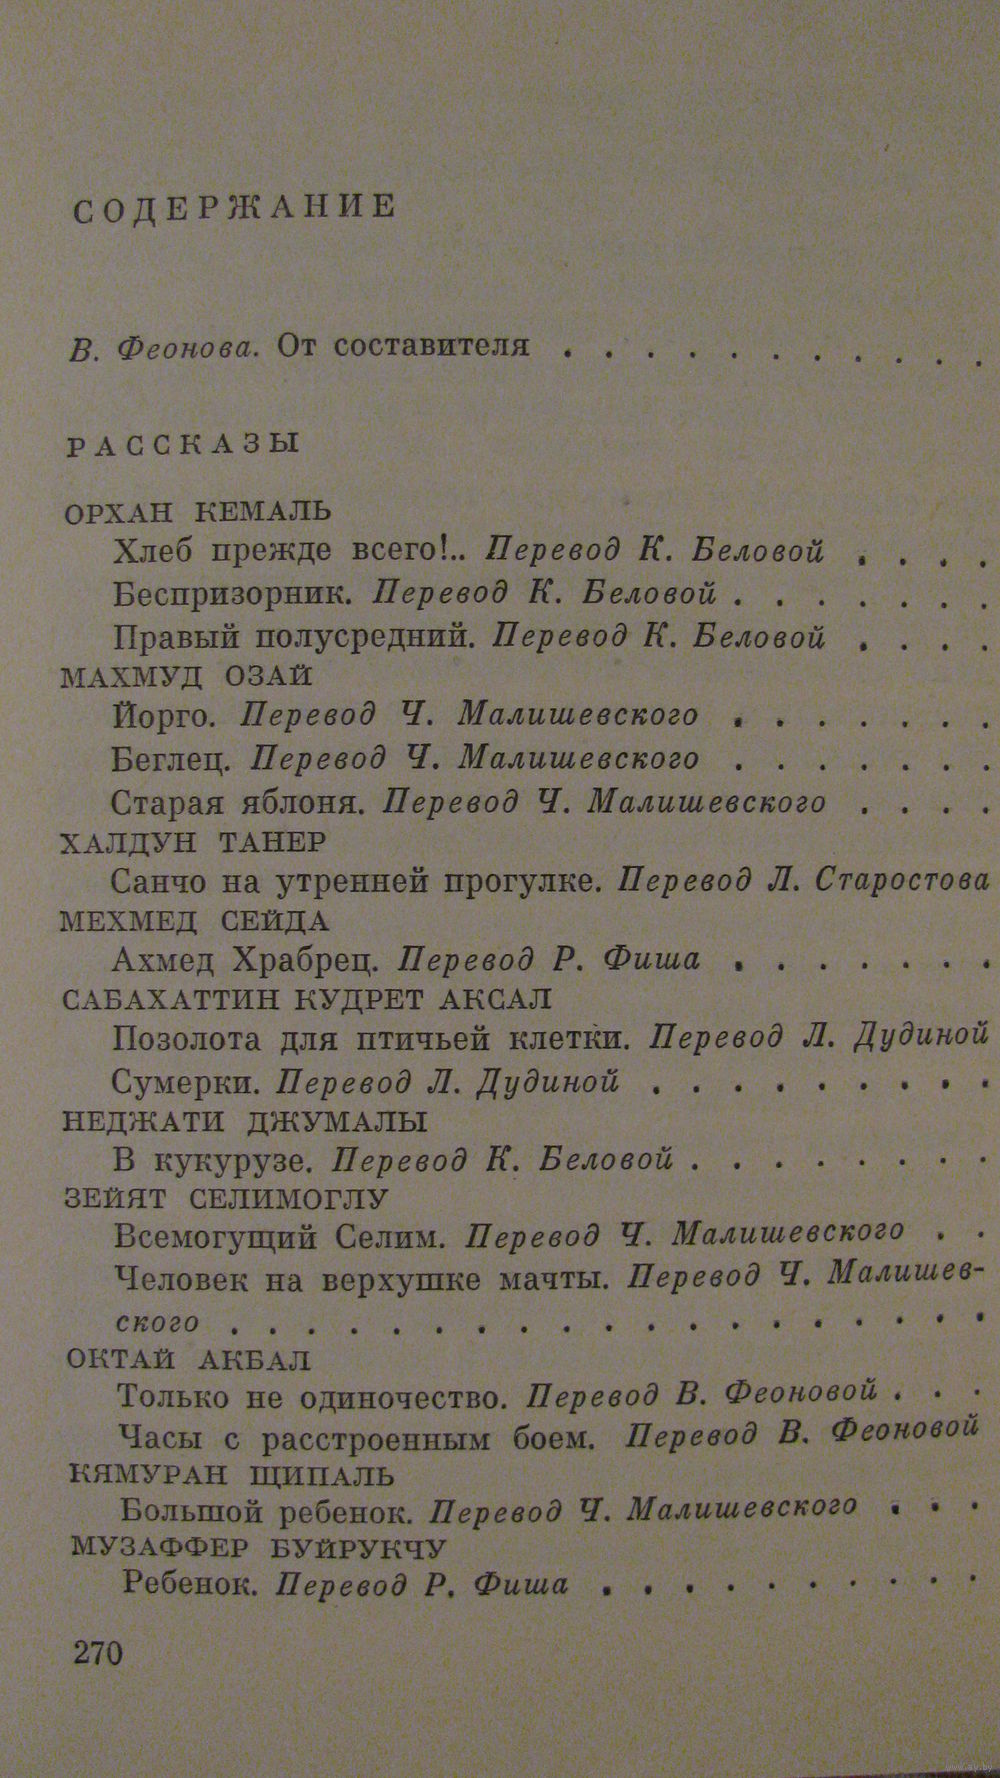 СОДЕРЖАНИЕ
В. Феонова. От составителя . . . . . . . . . . .
РАССКАЗЫ
ОРХАН КЕМАЛЬ
Хлеб прежде всего!.. Перевод К. Беловой . . . .
Беспризорник. Перевод К. Беловой . . . . . . .
Правый полусредний. Перевод К. Беловой . . . .
МАХМУД ОЗАЙ
Йорго. Перевод Ч. Малишевского . . . . . . .
Беглец. Перевод Ч. Малишевского . . . . . . .
Старая яблоня. Перевод Ч. Малишевского . . . .
ХАЛДУН ТАНЕР
Санчо на утренней прогулке. Перевод Л. Старостова
МЕХМЕД СЕЙДА
Ахмед Храбрец. Перевод Р. Фиша . . . . . . .
САБАХАТТИН КУДРЕТ АКСАЛ
Позолота для птичьей клетки. Перевод Л. Дудиной
Сумерки. Перевод Л. Дудиной . . . . . . . . .
НЕДЖАТИ ДЖУМАЛЫ
В кукурузе. Перевод К. Беловой . . . . . . . .
ЗЕЙЯТ СЕЛИМОГЛУ
Всемогущий Селим. Перевод Ч. Малишевского . .
Человек на верхушке мачты. Перевод Ч. Малишев-
ского . . . . . . . . . . . . . . . . . . .
ОКТАЙ АКБАЛ
Только не одиночество. Перевод В. Феоновой . . .
Часы с расстроенным боем. Перевод В. Феоновой
КЯМУРАН ЩИПАЛЬ
Большой ребенок. Перевод Ч. Малишевского . . .
МУЗАФФЕР БУЙРУКЧУ
Ребенок. Перевод Р. Фиша . . . . . . . . . .
270
www.ay.by